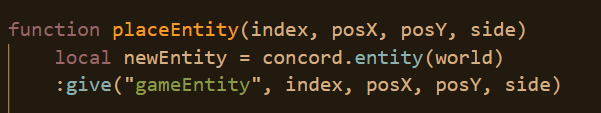 function placeEntity(index, posX, posY, side)
local newEntity = concord.entity(world)
:give("gameEntity", index, posX, posY, side)